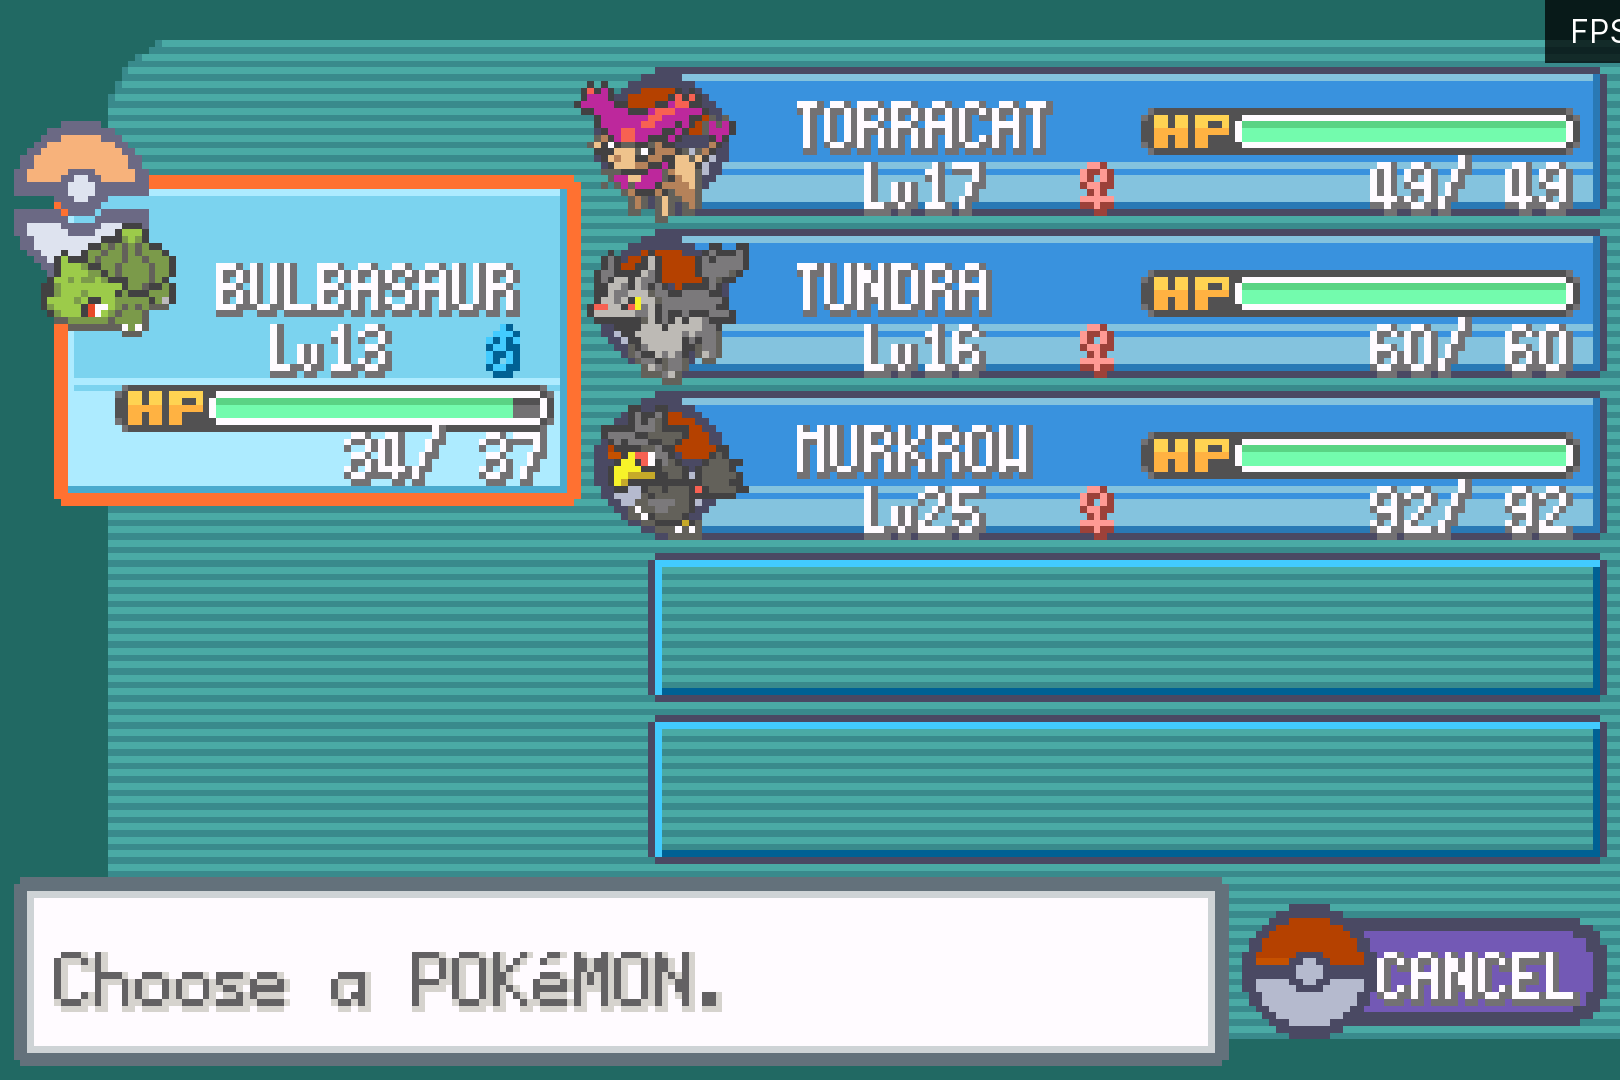 FPS
BULBASAUR
Lv13 ♂
HP
34/ 37
TORRACAT
HP
Lv17 ♀ 49/ 49
TUNDRA
HP
Lv16 ♀ 60/ 60
MURKROW
HP
Lv25 ♀ 92/ 92
Choose a POKéMON.
CANCEL